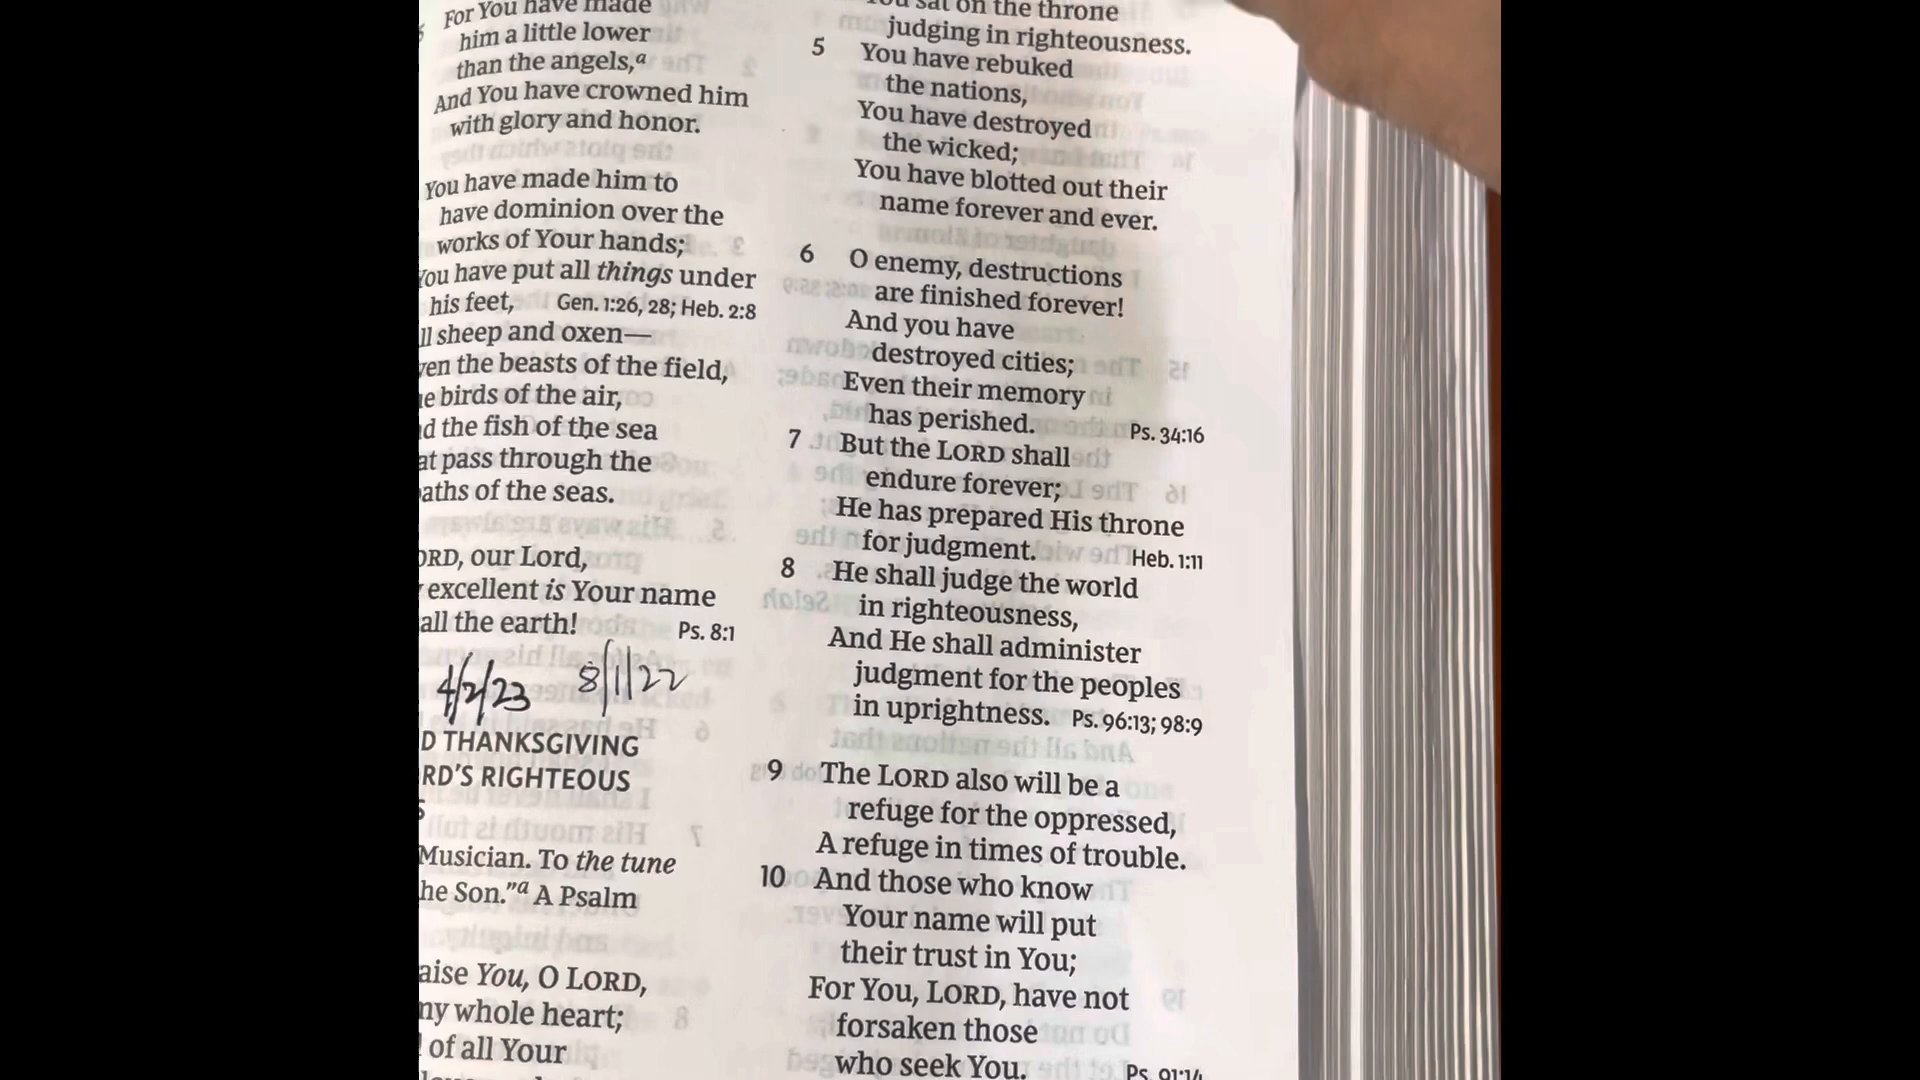 For You have made
him a little lower
than the angels,a
And You have crowned him
with glory and honor.
You have made him to
have dominion over the
works of Your hands;
You have put all things under
his feet, Gen. 1:26, 28; Heb. 2:8
sheep and oxen—
the beasts of the field,
birds of the air,
the fish of the sea
pass through the
of the seas.
our Lord,
excellent is Your name
all the earth! Ps. 8:1
4/2/23 8/1/22
THANKSGIVING
RIGHTEOUS
Musician. To the tune
Son."a A Psalm
You, O LORD,
whole heart;
of all Your
sat on the throne
judging in righteousness.
5 You have rebuked
the nations,
You have destroyed
the wicked;
You have blotted out their
name forever and ever.
6 O enemy, destructions
are finished forever!
And you have
destroyed cities;
Even their memory
has perished. Ps. 34:16
7 But the LORD shall
endure forever;
He has prepared His throne
for judgment. Heb. 1:11
8 He shall judge the world
in righteousness,
And He shall administer
judgment for the peoples
in uprightness. Ps. 96:13; 98:9
9 The LORD also will be a
refuge for the oppressed,
A refuge in times of trouble.
10 And those who know
Your name will put
their trust in You;
For You, LORD, have not
forsaken those
who seek You. Ps. 91:14